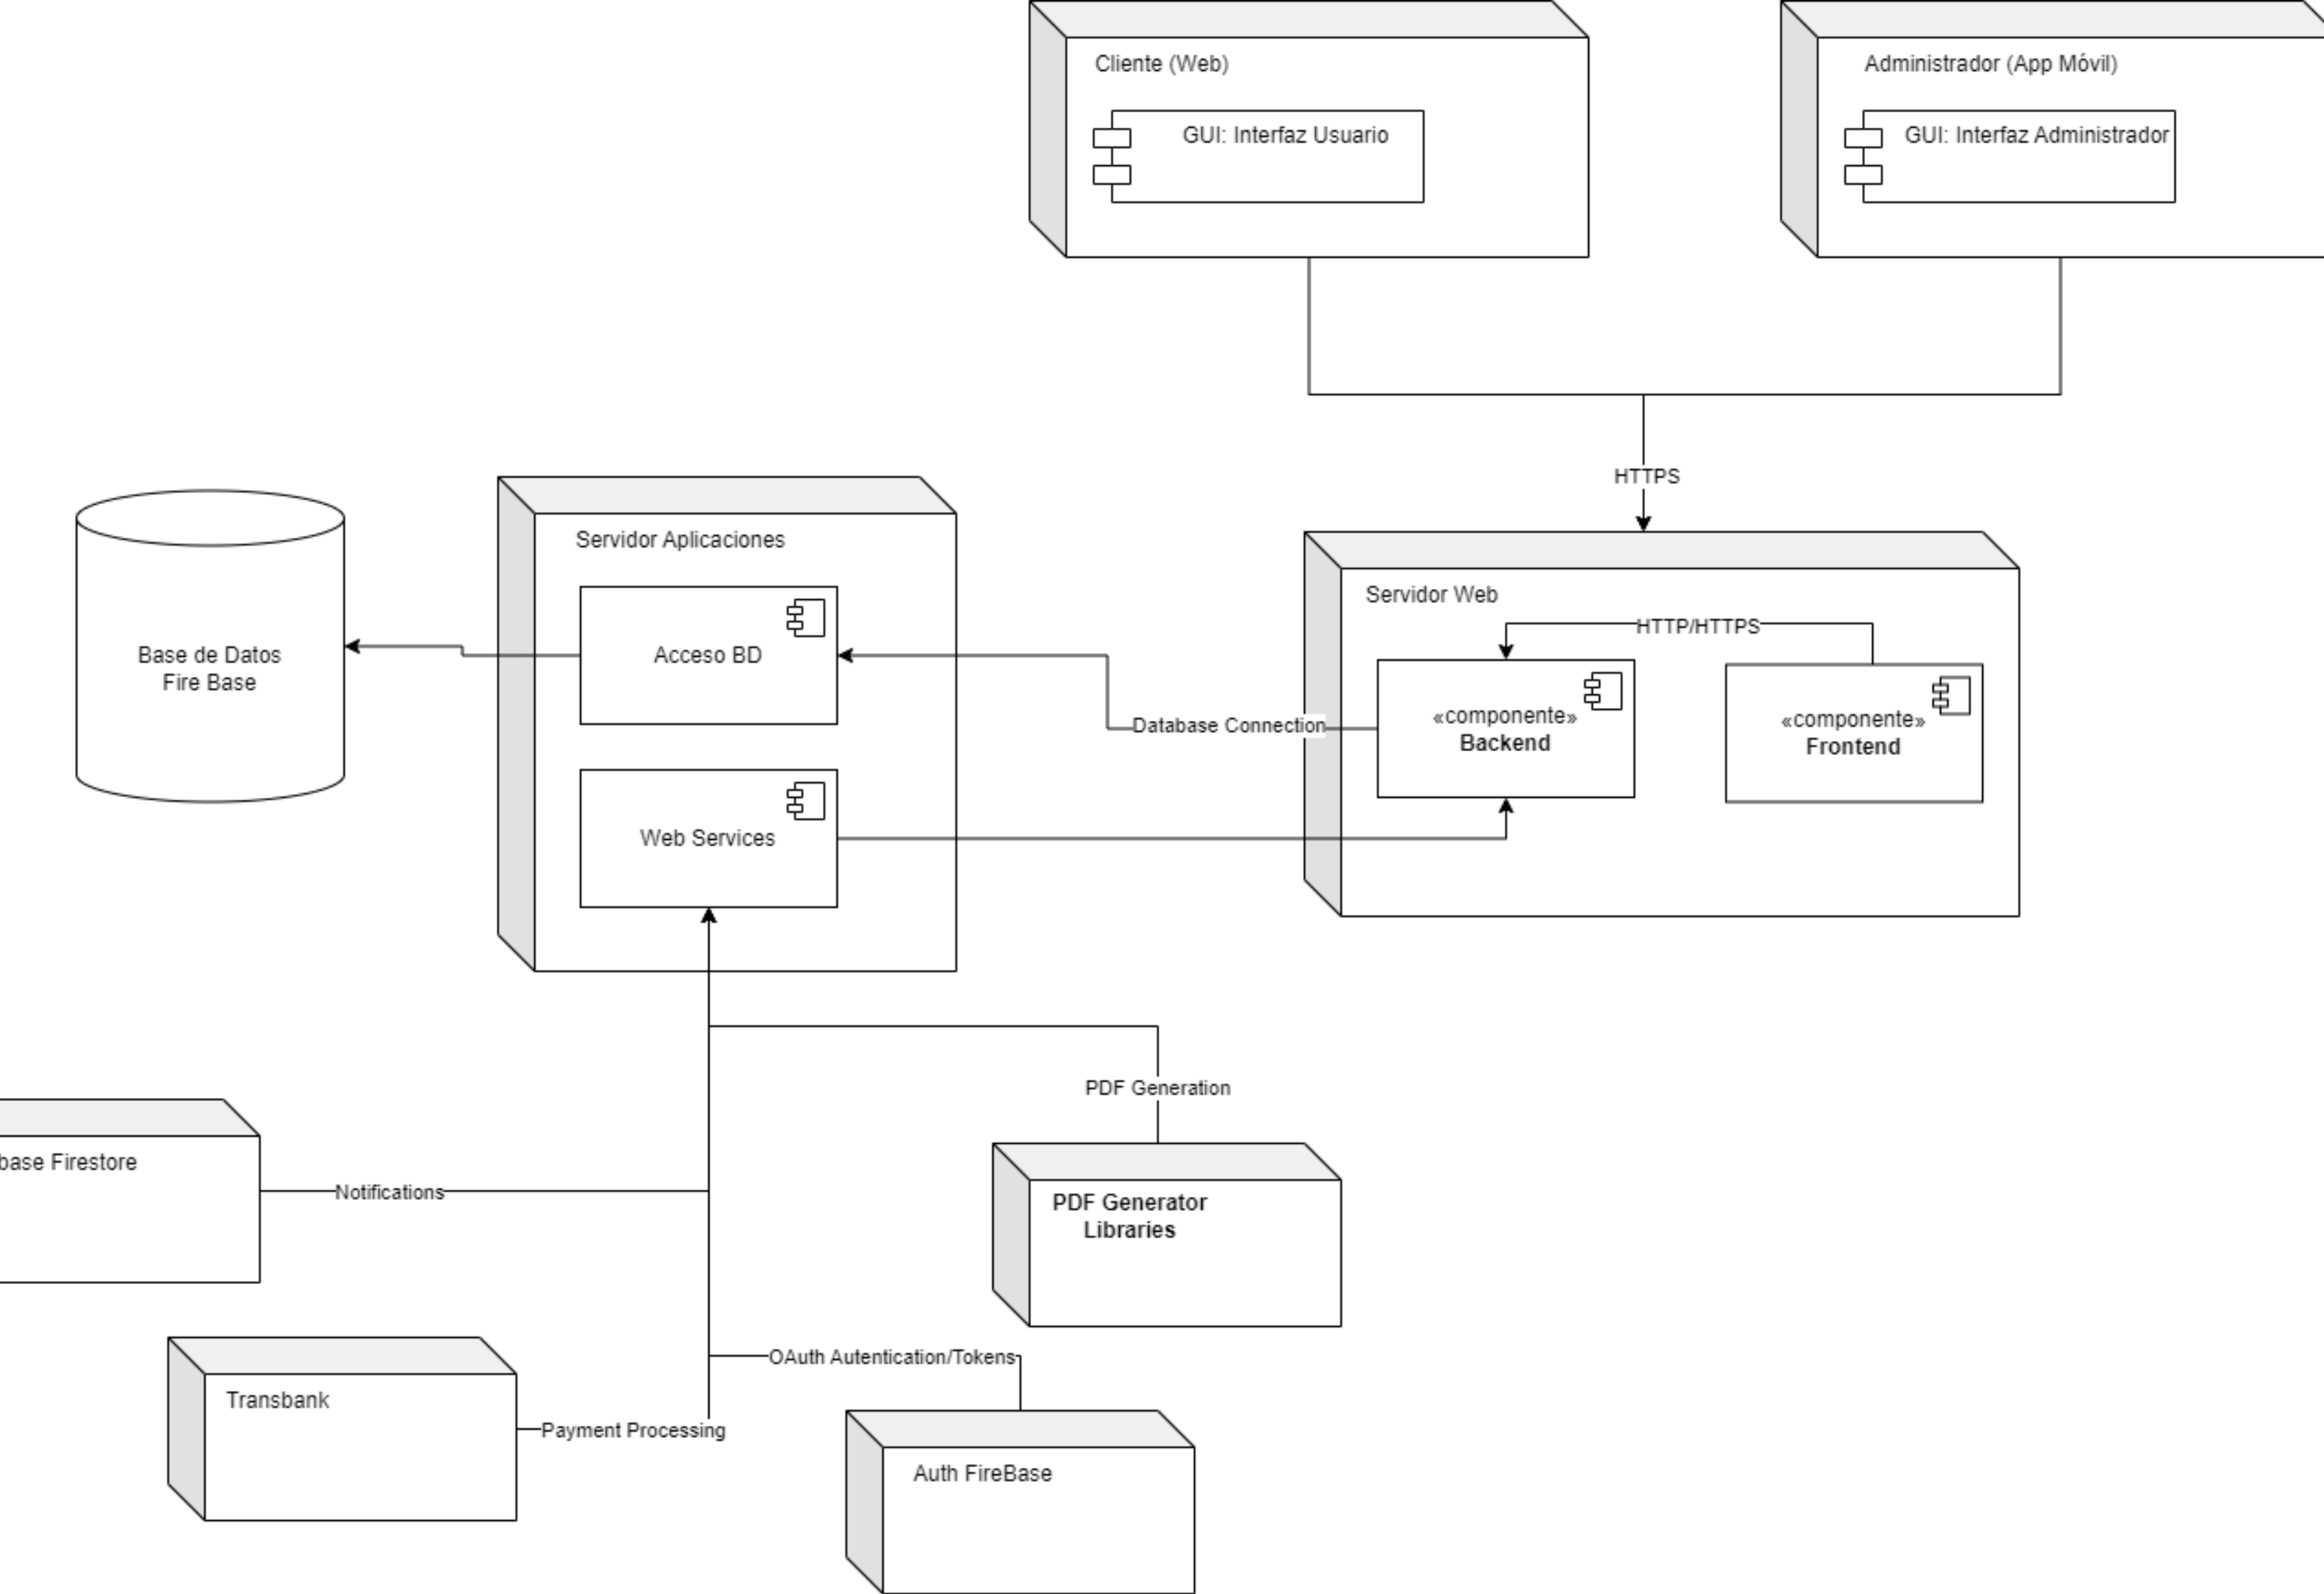 Cliente (Web)
GUI: Interfaz Usuario
Administrador (App Móvil)
GUI: Interfaz Administrador
HTTPS
Servidor Aplicaciones
Acceso BD
Web Services
Base de Datos
Fire Base
Servidor Web
HTTP/HTTPS
«componente»
Backend
«componente»
Frontend
Database Connection
PDF Generation
base Firestore
Notifications
PDF Generator
Libraries
OAuth Autentication/Tokens
Transbank
Payment Processing
Auth FireBase